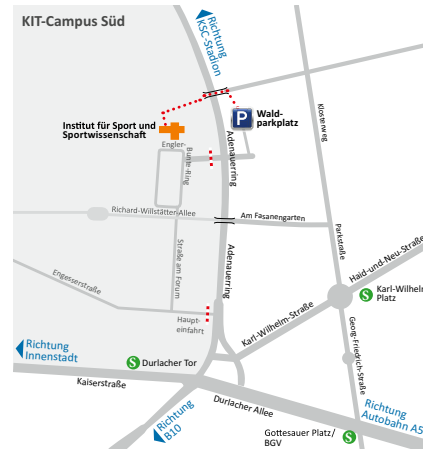 KIT-Campus Süd
Richtung
KSC-Stadion
Institut für Sport und
Sportwissenschaft
P
Wald-
parkplatz
Klosterweg
Engler-
Bunte-Ring
Adenauerring
Richard-Willstätter-Allee
Am Fasanengarten
Parkstraße
Straße am Forum
Adenauerring
Engesserstraße
Haid-und-Neu-Straße
S Karl-Wilhelm-
Platz
Haupt-
einfahrt
Karl-Wilhelm-Straße
Georg-Friedrich-Straße
Richtung
Innenstadt
S Durlacher Tor
Kaiserstraße
Durlacher Allee
Richtung
Autobahn A5
Richtung
B10
Gottesauer Platz/
BGV
S